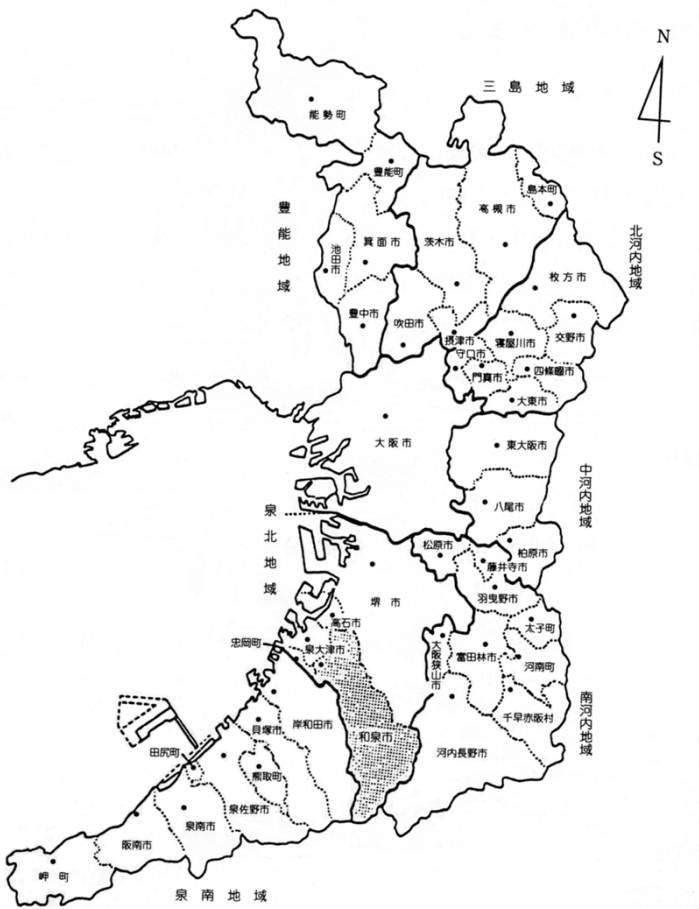 N
S
三島地域
能勢町
豊能町
島本町
高槻市
豊能地域
池田市
箕面市
茨木市
北河内地域
枚方市
豊中市
吹田市
摂津市
守口市
寝屋川市
交野市
門真市
四條畷市
大東市
大阪市
東大阪市
中河内地域
八尾市
泉北地域
松原市
柏原市
藤井寺市
羽曳野市
堺市
高石市
太子町
忠岡町
泉大津市
大阪狭山市
富田林市
河南町
南河内地域
千早赤阪村
貝塚市
岸和田市
和泉市
河内長野市
田尻町
熊取町
泉佐野市
泉南市
阪南市
岬町
泉南地域